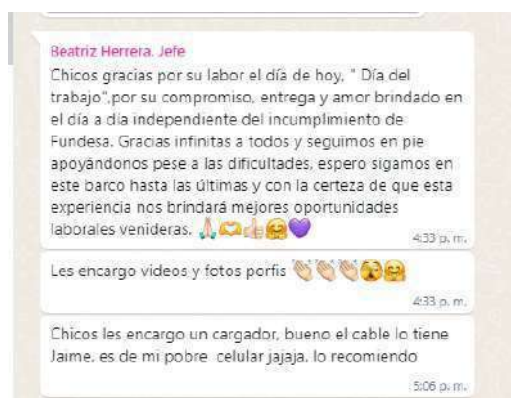 Beatriz Herrera. Jefe
Chicos gracias por su labor el día de hoy, " Día del
trabajo",por su compromiso, entrega y amor brindado en
el día a día independiente del incumplimiento de
Fundesa. Gracias infinitas a todos y seguimos en pie
apoyándonos pese a las dificultades, espero sigamos en
este barco hasta las últimas y con la certeza de que esta
experiencia nos brindará mejores oportunidades
laborales venideras. 🙏🏻🫶🏻👍🏻🤗💜
4:33 p. m.
Les encargo videos y fotos porfis 👏🏻👏🏻👏🏻🫣🤗
4:33 p. m.
Chicos les encargo un cargador, bueno el cable lo tiene
Jaime. es de mi pobre celular jajaja. lo recomiendo
5:06 p. m.